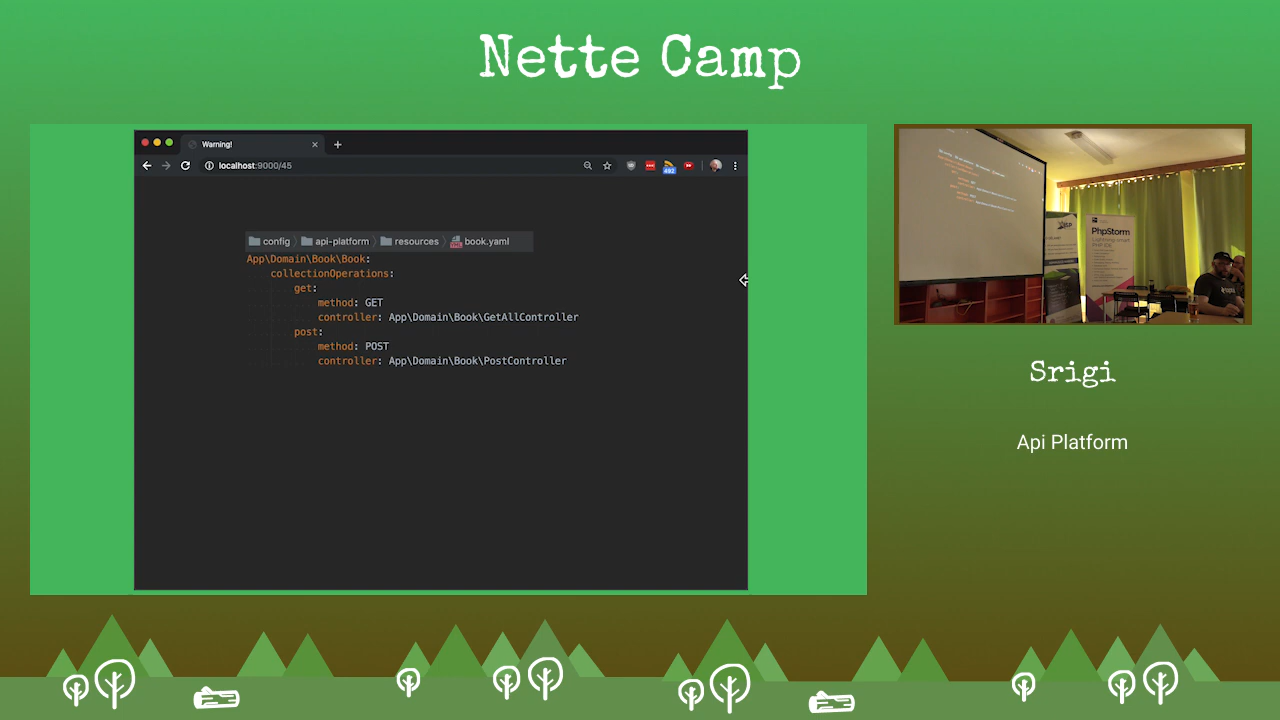 Nette Camp
Warning!
localhost:9000/45
492
config api-platform resources book.yaml
App\Domain\Book\Book:
collectionOperations:
get:
method: GET
controller: App\Domain\Book\GetAllController
post:
method: POST
controller: App\Domain\Book\PostController
PhpStorm
Srigi
Api Platform